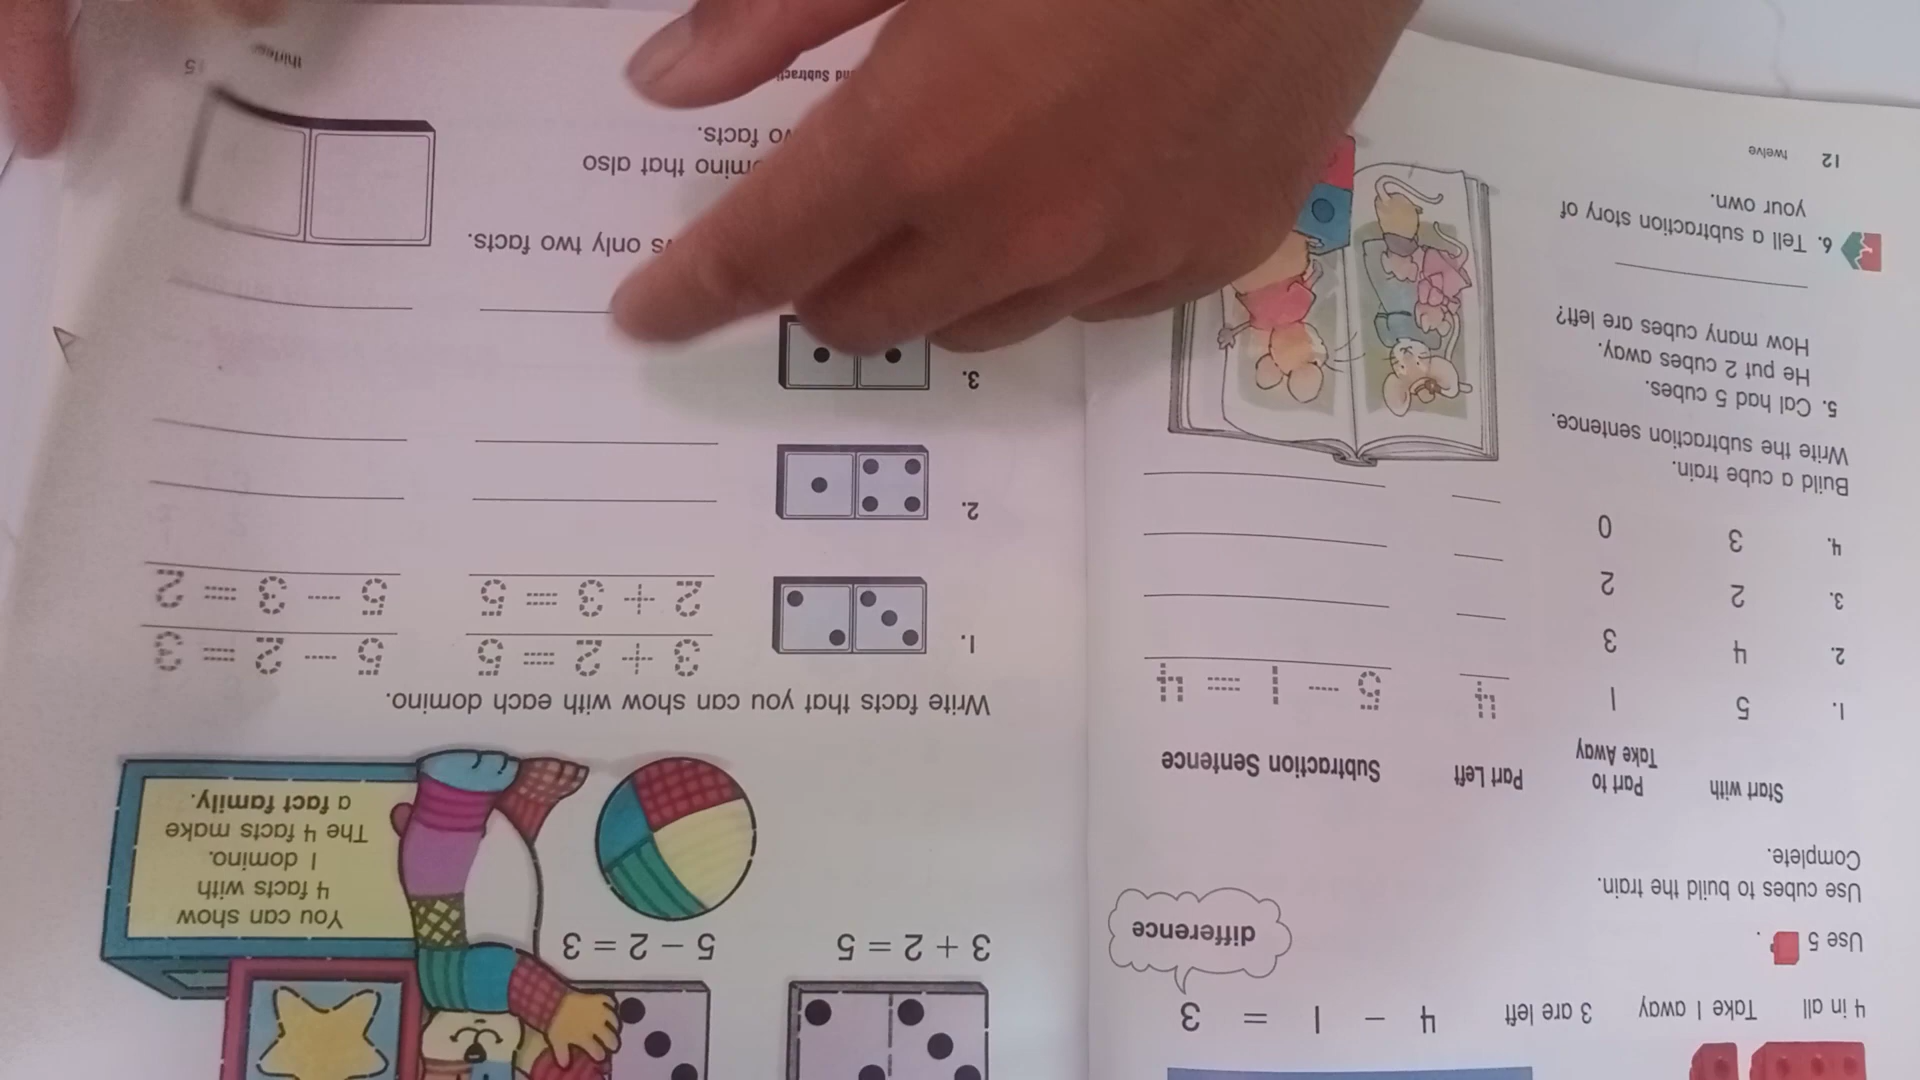 4 in all Take 1 away 3 are left 4 - 1 = 3
difference
Use 5 .
Use cubes to build the train.
Complete.
Start with Part to Take Away Part Left Subtraction Sentence
1. 5 1 4 5 - 1 = 4
2. 4 3
3. 2 2
4. 3 0
Build a cube train.
Write the subtraction sentence.
5. Cal had 5 cubes.
He put 2 cubes away.
How many cubes are left?
6. Tell a subtraction story of
your own.
12 twelve
3 + 2 = 5 5 - 2 = 3
You can show
4 facts with
1 domino.
The 4 facts make
a fact family.
Write facts that you can show with each domino.
1. 3 + 2 = 5 5 - 2 = 3
2 + 3 = 5 5 - 3 = 2
2.
3.
only two facts.
that also
facts.